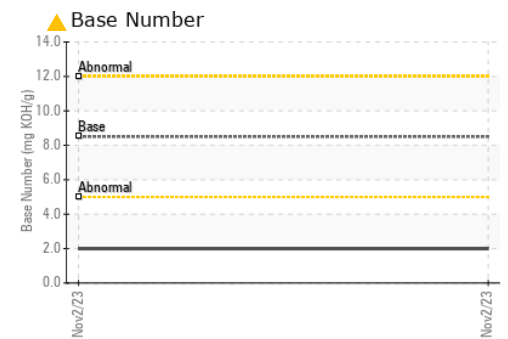 Base Number
Base Number (mg KOH/g)
14.0
12.0
10.0
8.0
6.0
4.0
2.0
0.0
Abnormal
Base
Abnormal
Nov2/23
Nov2/23